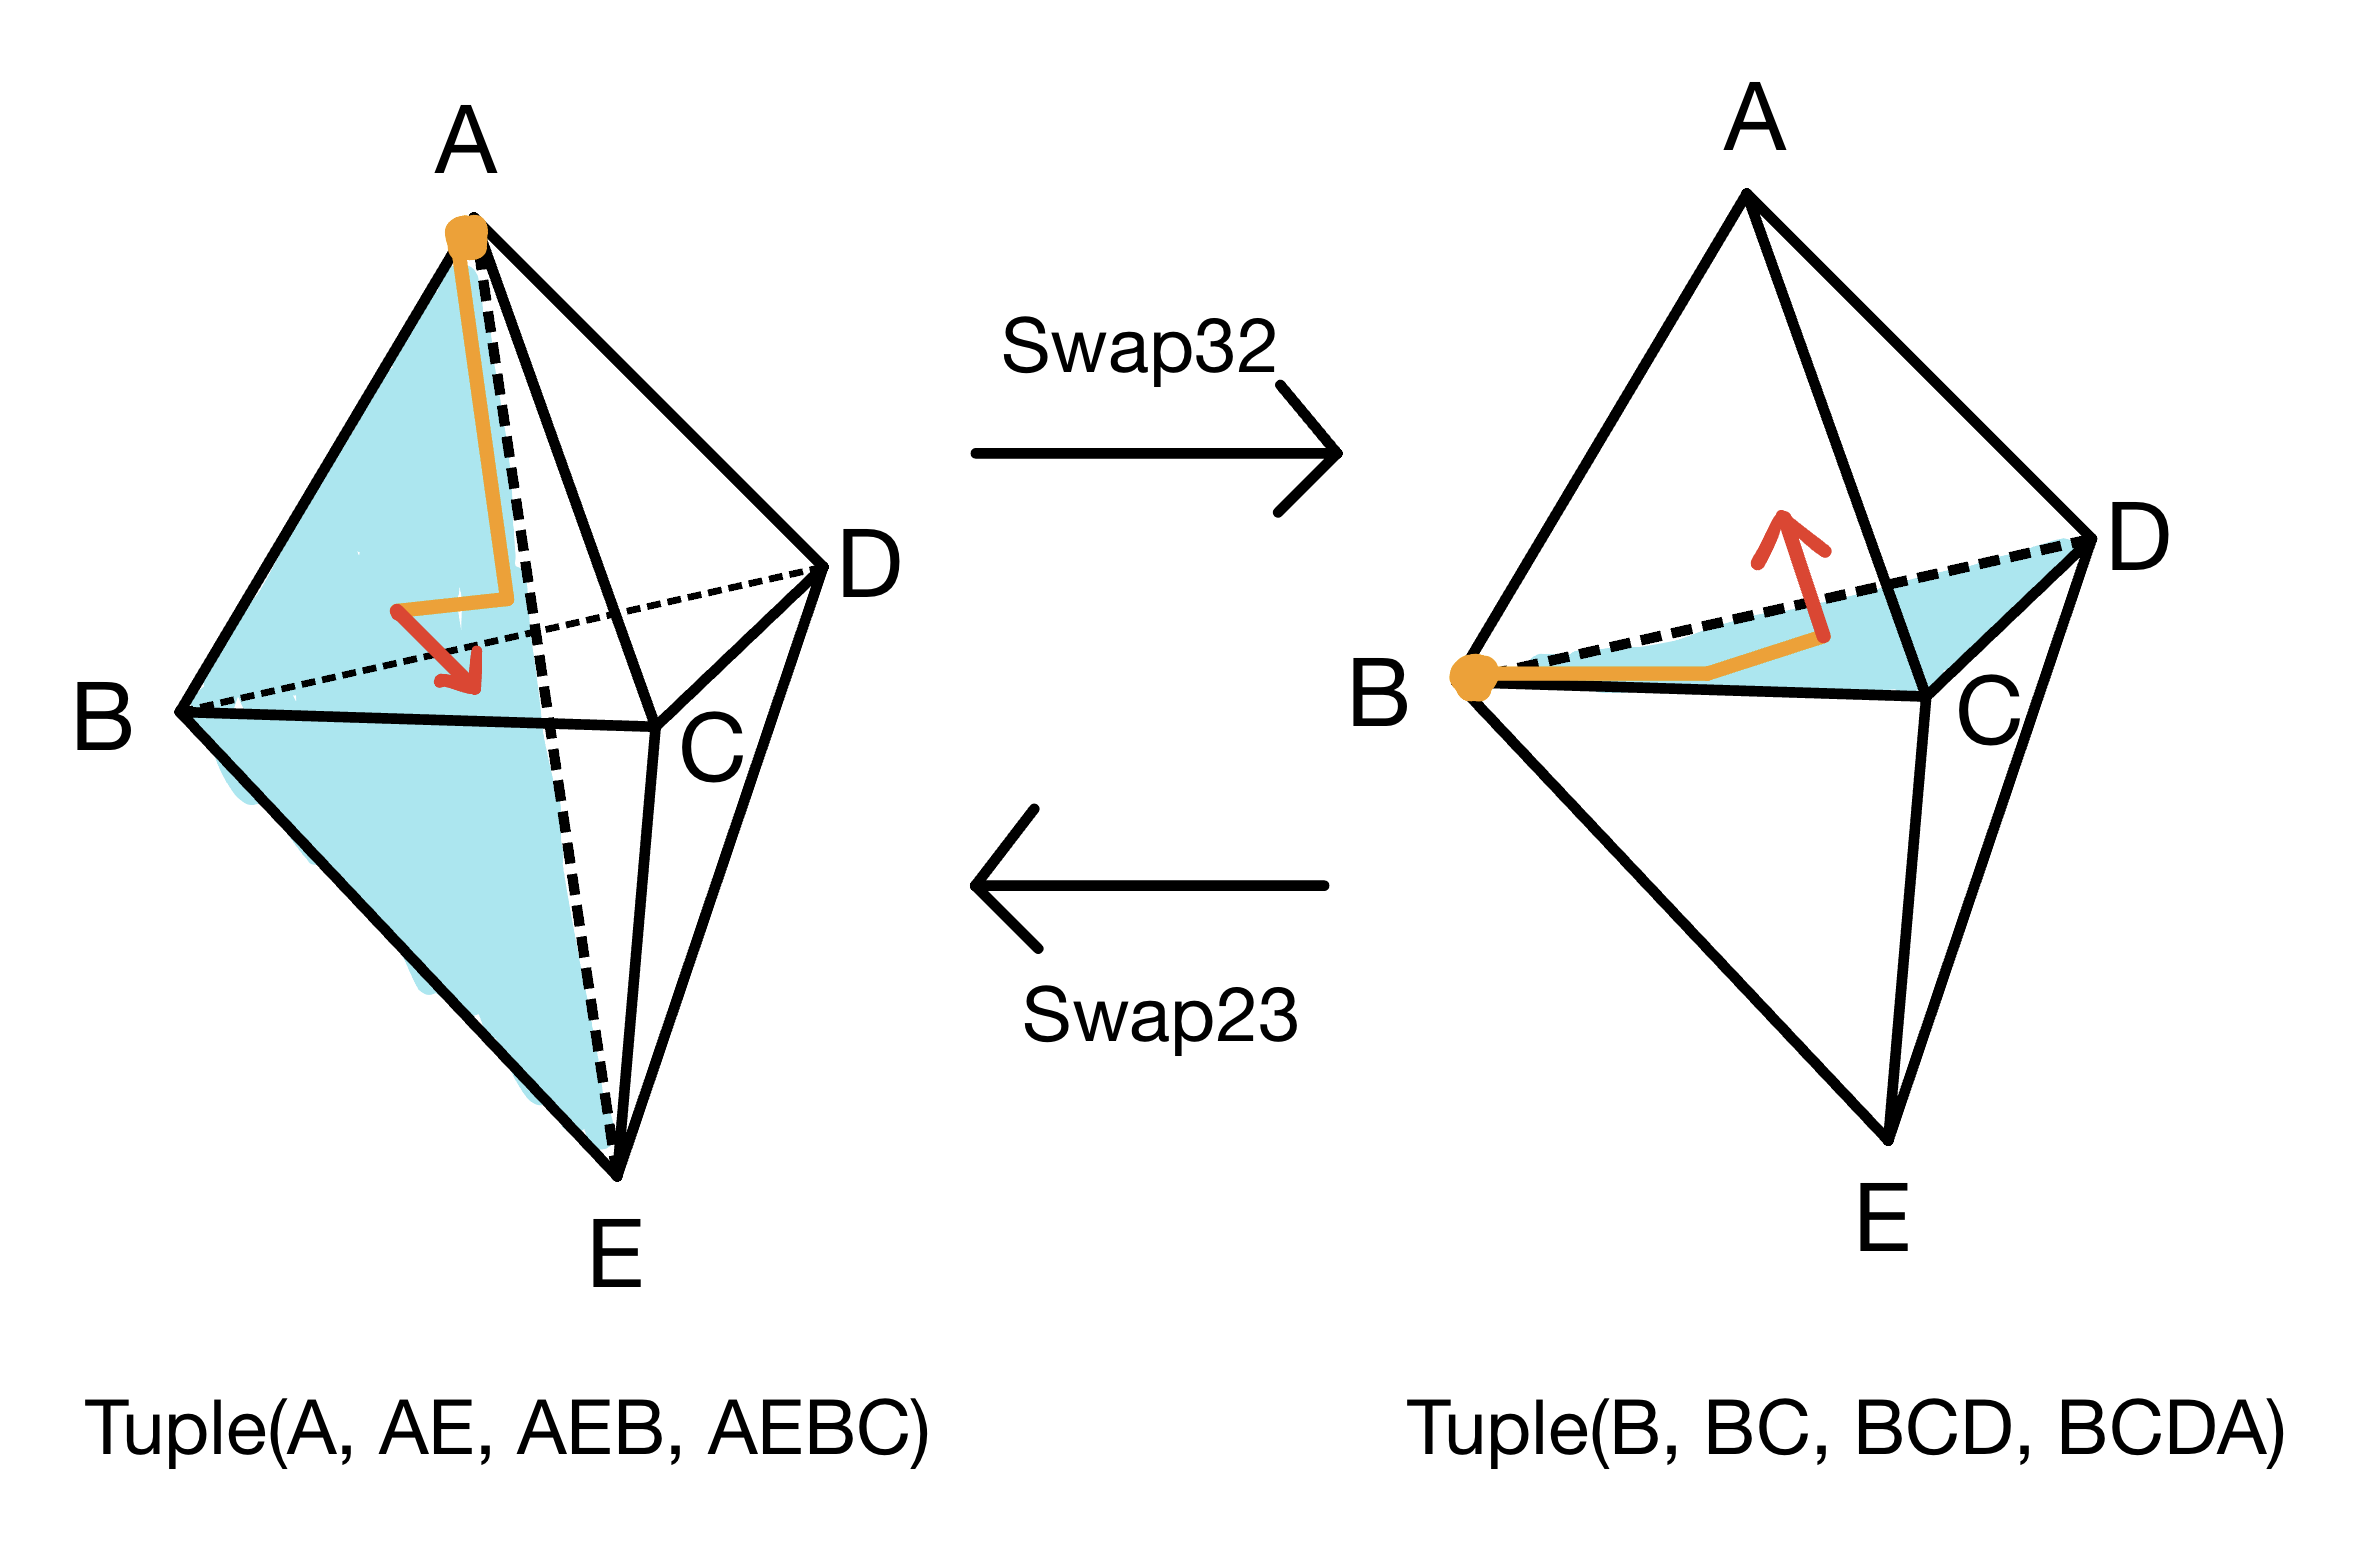 A
B
C
D
E
Tuple(A, AE, AEB, AEBC)
Swap32
Swap23
A
B
C
D
E
Tuple(B, BC, BCD, BCDA)